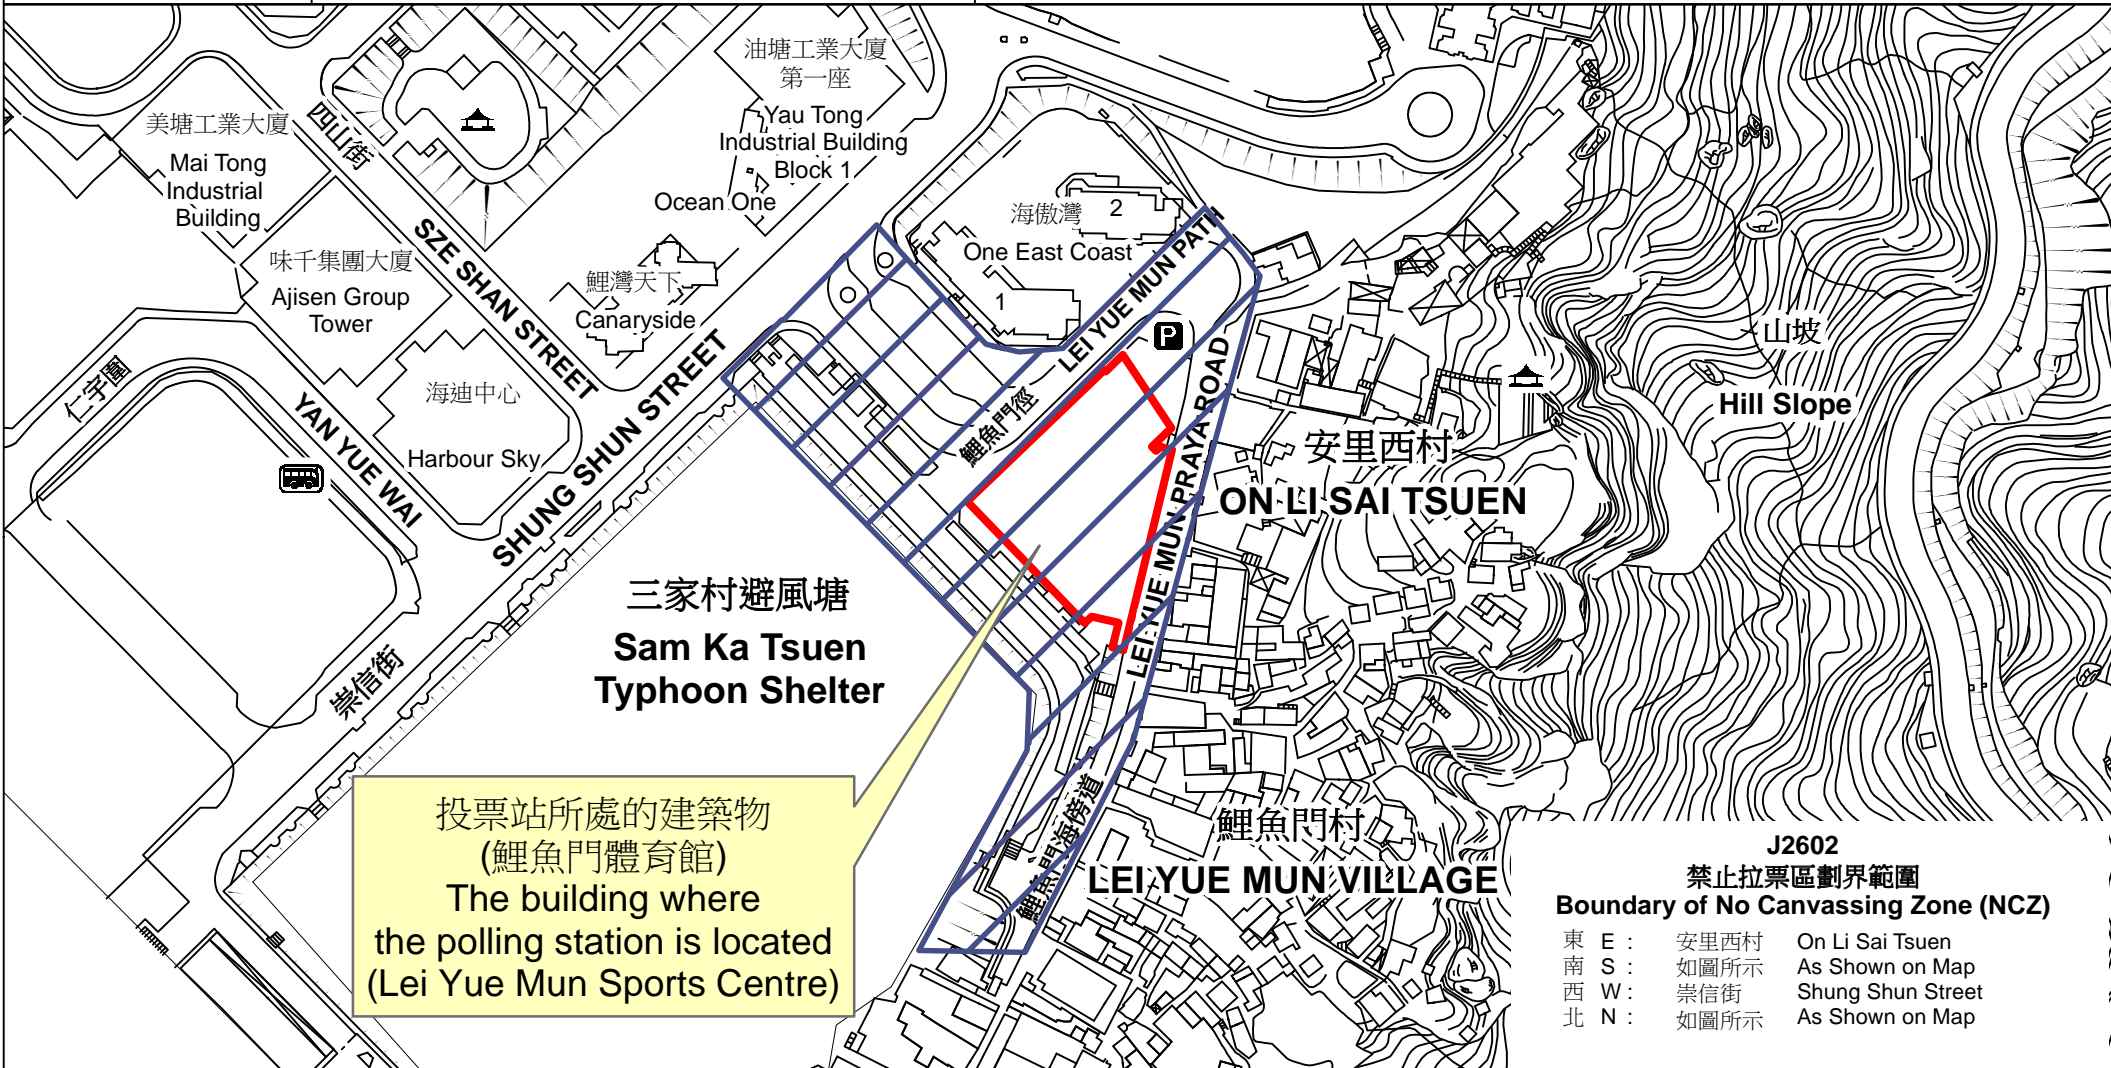 油塘工業大廈
第一座
Yau Tong
Industrial Building
Block 1
美塘工業大廈
Mai Tong
Industrial
Building
四山街
SZE SHAN STREET
Ocean One
海傲灣
One East Coast
1
2
味千集團大廈
Ajisen Group
Tower
鯉灣天下
Canaryside
LEI YUE MUN PATH
鯉魚門徑
P
山坡
Hill Slope
仁宇圍
YAN YUE WAI
海迪中心
Harbour Sky
SHUNG SHUN STREET
崇信街
LEI YUE MUN PRAYA ROAD
鯉魚門海傍道
安里西村
ON LI SAI TSUEN
三家村避風塘
Sam Ka Tsuen
Typhoon Shelter
鯉魚門村
LEI YUE MUN VILLAGE
投票站所處的建築物
(鯉魚門體育館)
The building where
the polling station is located
(Lei Yue Mun Sports Centre)
J2602
禁止拉票區劃界範圍
Boundary of No Canvassing Zone (NCZ)
東 E : 安里西村 On Li Sai Tsuen
南 S : 如圖所示 As Shown on Map
西 W : 崇信街 Shung Shun Street
北 N : 如圖所示 As Shown on Map